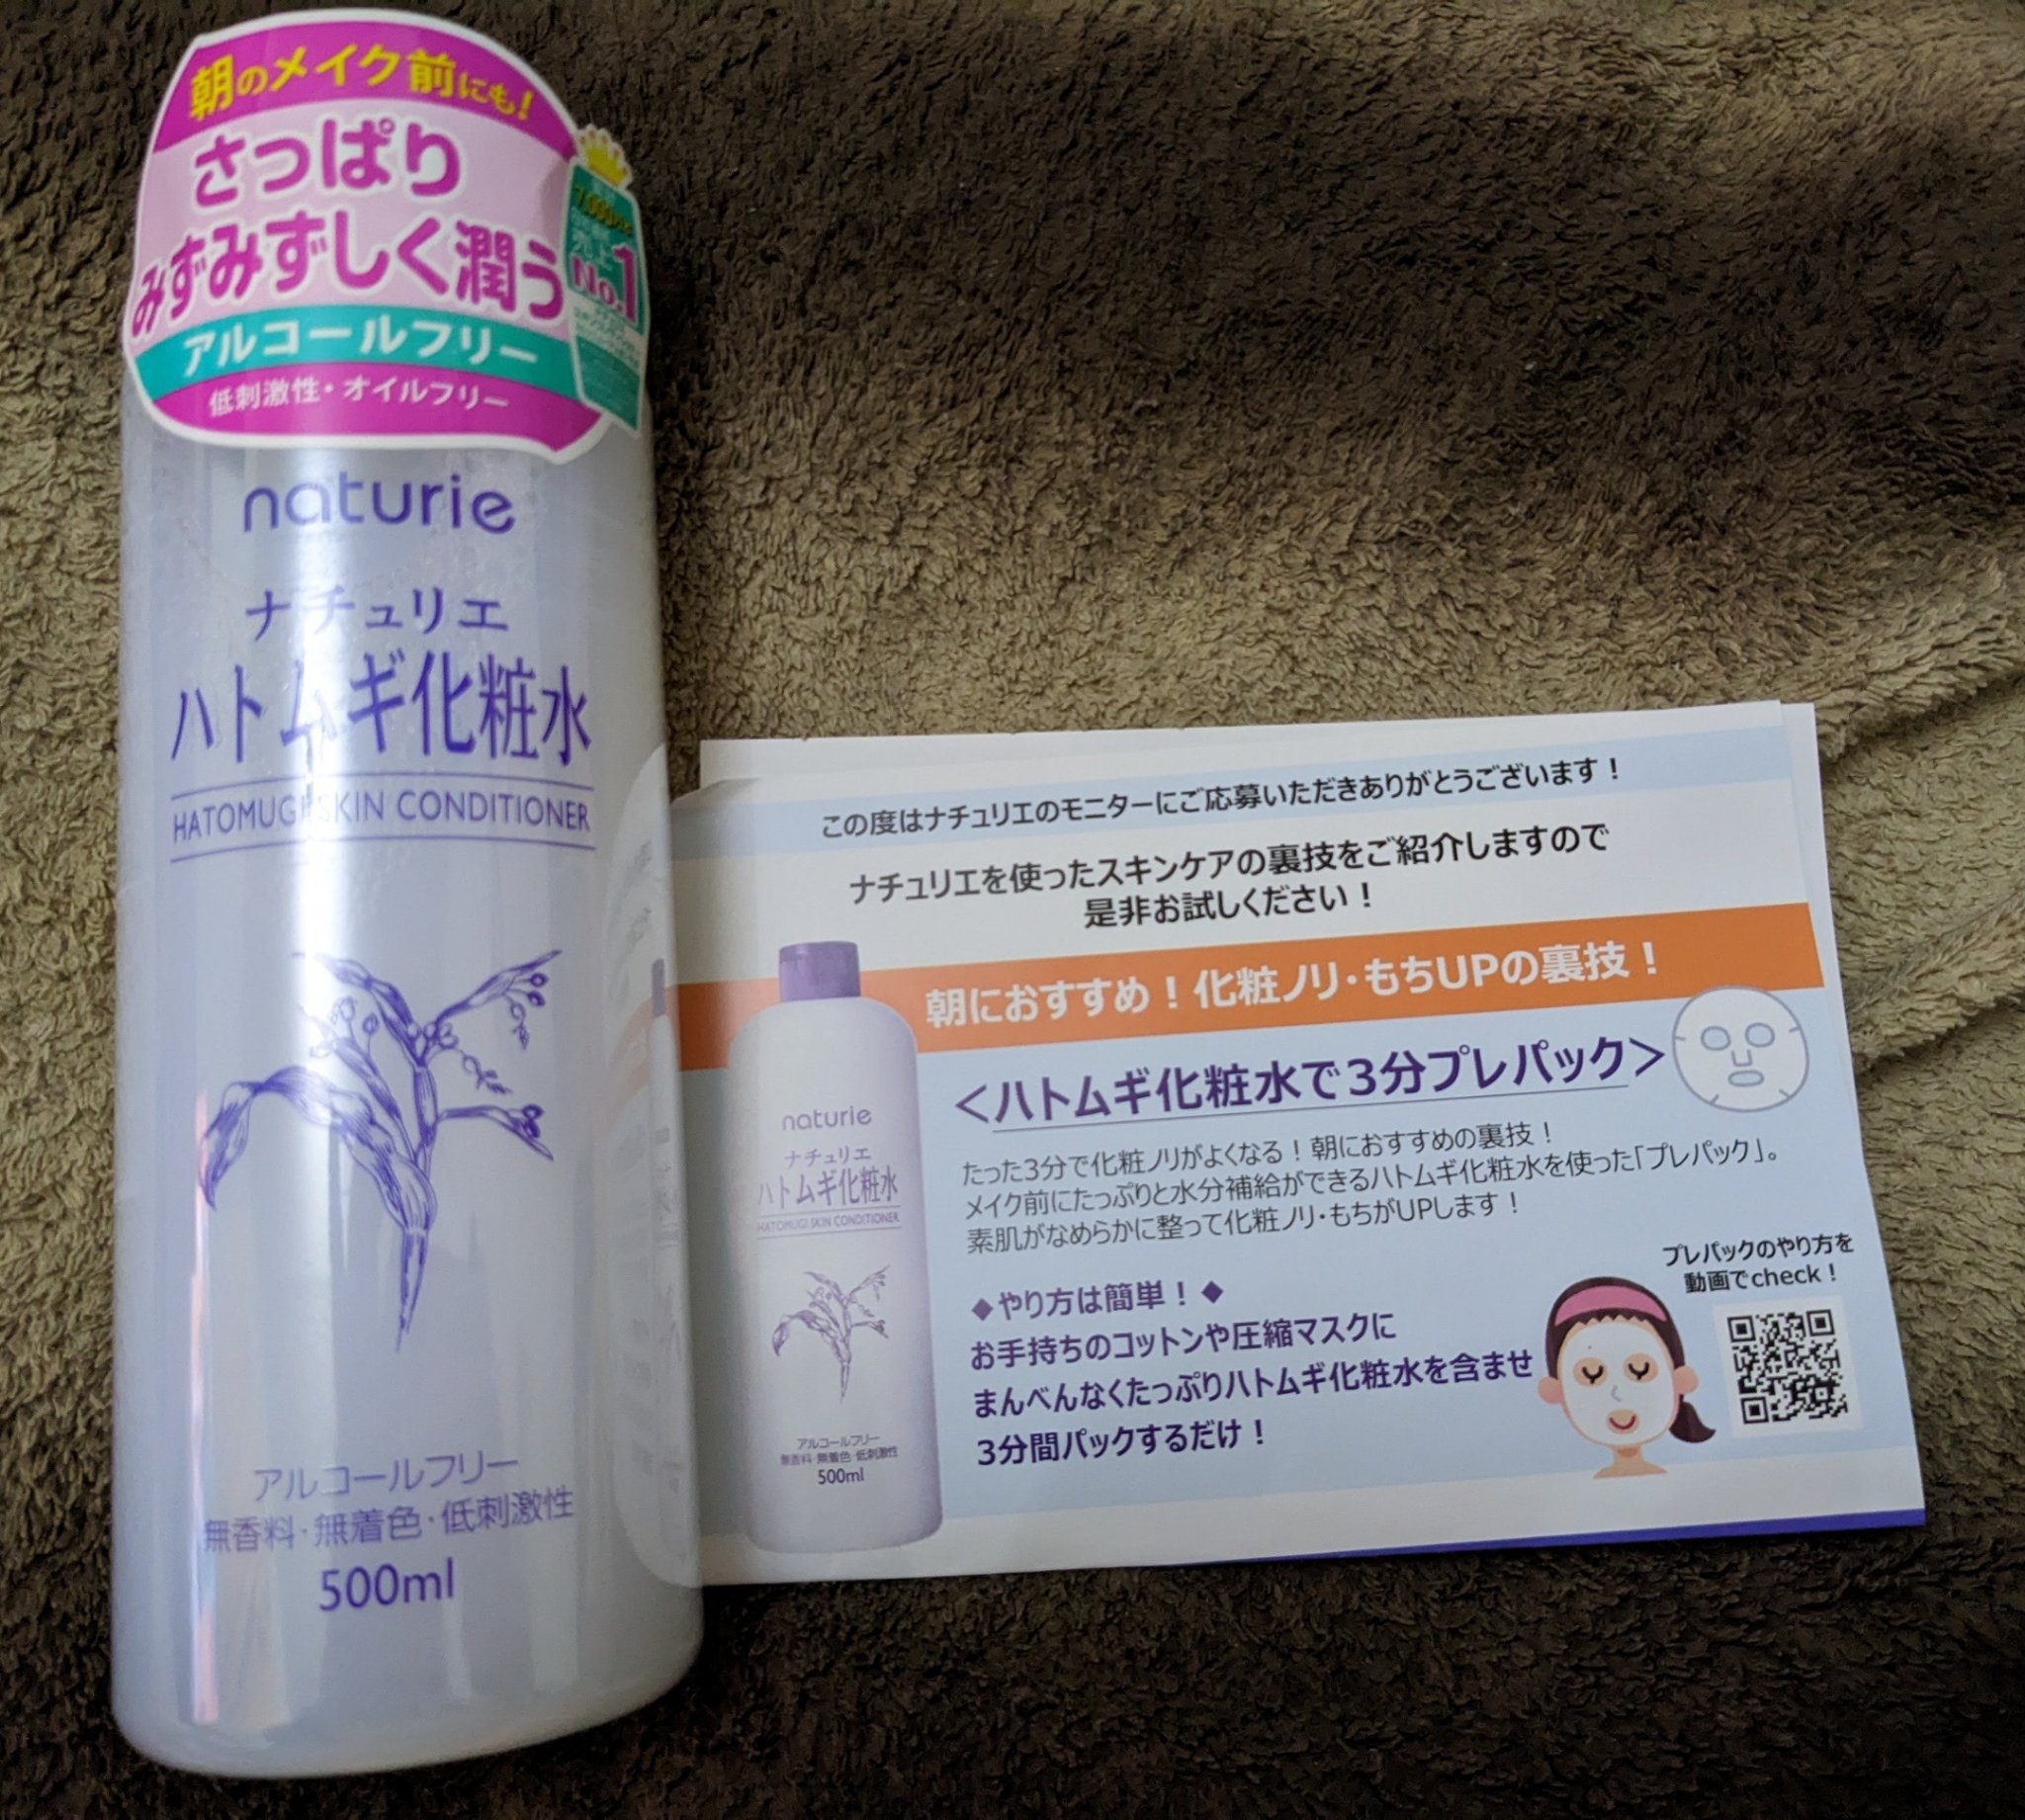 朝のメイク前にも!
さっぱり
みずみずしく潤う
アルコールフリー
低刺激性・オイルフリー
No.1
naturie
ナチュリエ
ハトムギ化粧水
HATOMUGI SKIN CONDITIONER
アルコールフリー
無香料・無着色・低刺激性
500ml
この度はナチュリエのモニターにご応募いただきありがとうございます！
ナチュリエを使ったスキンケアの裏技をご紹介しますので
是非お試しください！
朝におすすめ！化粧ノリ・もちUPの裏技！
＜ハトムギ化粧水で3分プレパック＞
たった3分で化粧ノリがよくなる！朝におすすめの裏技！
メイク前にたっぷりと水分補給ができるハトムギ化粧水を使った「プレパック」。
素肌がなめらかに整って化粧ノリ・もちがUPします！
◆やり方は簡単！◆
お手持ちのコットンや圧縮マスクに
まんべんなくたっぷりハトムギ化粧水を含ませ
3分間パックするだけ！
プレパックのやり方を
動画でcheck！
naturie
ナチュリエ
ハトムギ化粧水
HATOMUGI SKIN CONDITIONER
アルコールフリー
無香料・無着色・低刺激性
500ml